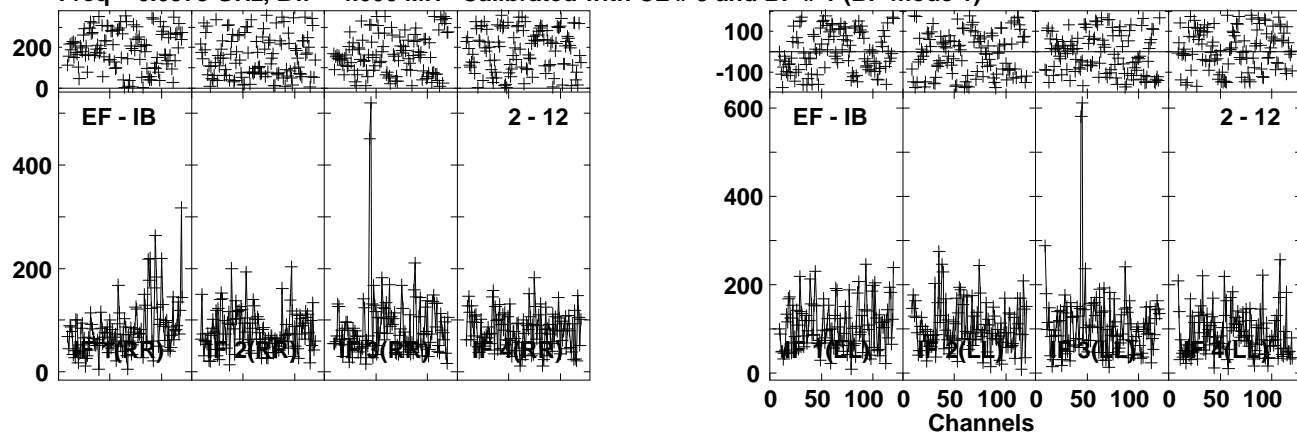 200
0
100
-100
EF - IB
2 - 12
400
200
0
IF 1(RR)
IF 2(RR)
IF 3(RR)
IF 4(RR)
EF - IB
2 - 12
600
400
200
0
IF 1(LL)
IF 2(LL)
IF 3(LL)
IF 4(LL)
0 50 100 0 50 100 0 50 100 0 50 100
Channels